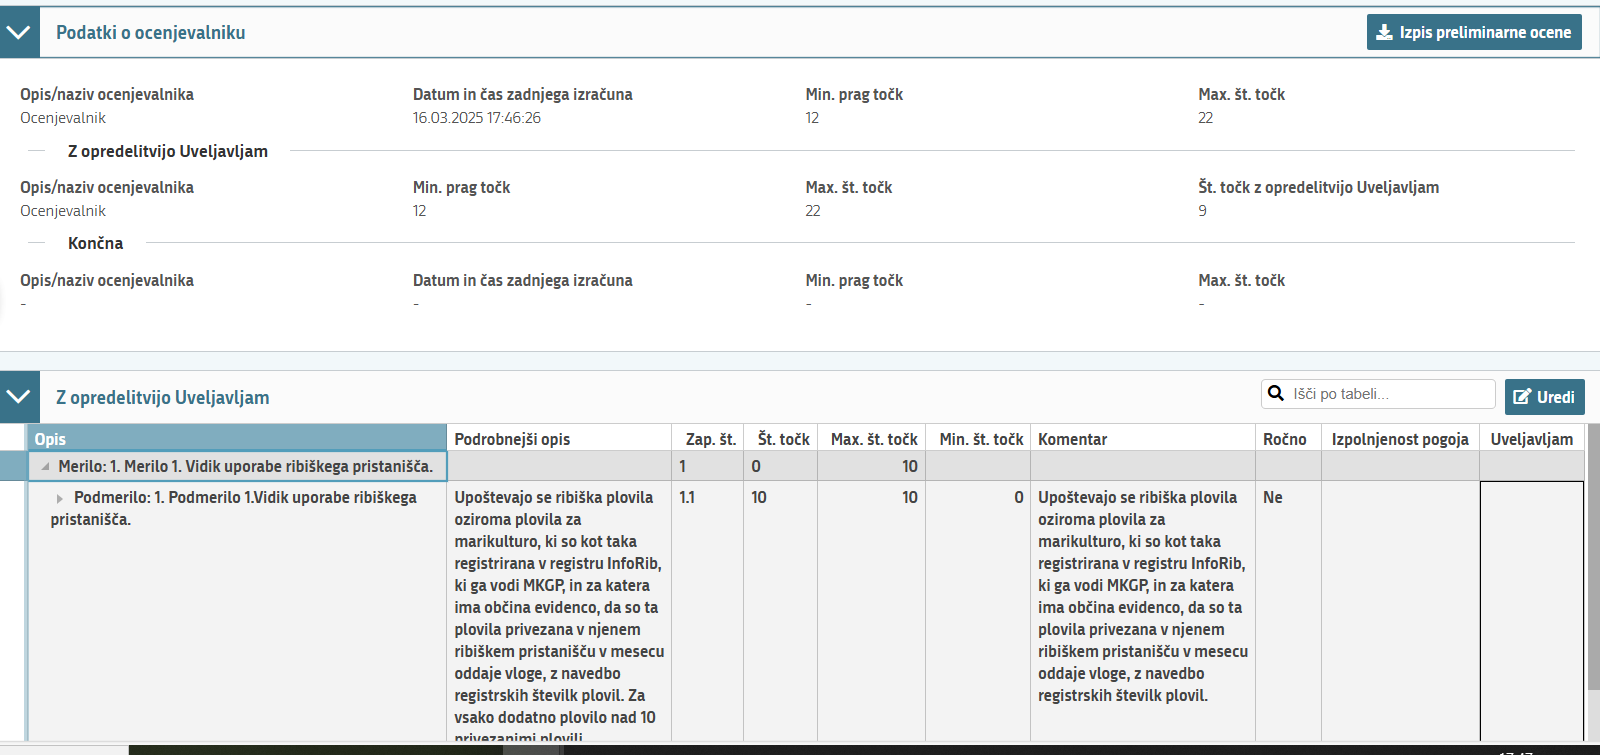 Podatki o ocenjevalniku
Izpis preliminarne ocene
Opis/naziv ocenjevalnika
Datum in čas zadnjega izračuna
Min. prag točk
Max. št. točk
Ocenjevalnik
16.03.2025 17:46:26
12
22
Z opredelitvijo Uveljavljam
Opis/naziv ocenjevalnika
Min. prag točk
Max. št. točk
Št. točk z opredelitvijo Uveljavljam
Ocenjevalnik
12
22
9
Končna
Opis/naziv ocenjevalnika
Datum in čas zadnjega izračuna
Min. prag točk
Max. št. točk
-
-
-
-
Z opredelitvijo Uveljavljam
Išči po tabeli...
Uredi
Opis
Podrobnejši opis
Zap. št.
Št. točk
Max. št. točk
Min. št. točk
Komentar
Ročno
Izpolnjenost pogoja
Uveljavljam
Merilo: 1. Merilo 1. Vidik uporabe ribiškega pristanišča.
1
0
10
Podmerilo: 1. Podmerilo 1.Vidik uporabe ribiškega
pristanišča.
Upoštevajo se ribiška plovila
oziroma plovila za
marikulturo, ki so kot taka
registrirana v registru InfoRib,
ki ga vodi MKGP, in za katera
ima občina evidenco, da so ta
plovila privezana v njenem
ribiškem pristanišču v mesecu
oddaje vloge, z navedbo
registrskih številk plovil. Za
vsako dodatno plovilo nad 10
privezanimi plovili
1.1
10
10
0
Upoštevajo se ribiška plovila
oziroma plovila za
marikulturo, ki so kot taka
registrirana v registru InfoRib,
ki ga vodi MKGP, in za katera
ima občina evidenco, da so ta
plovila privezana v njenem
ribiškem pristanišču v mesecu
oddaje vloge, z navedbo
registrskih številk plovil.
Ne